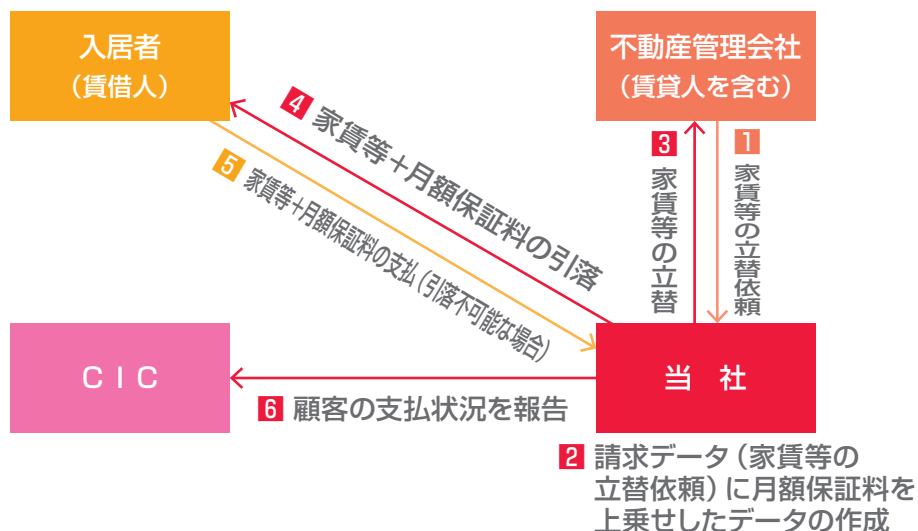 入居者
（賃借人）
不動産管理会社
（賃貸人を含む）
4 家賃等＋月額保証料の引落
5 家賃等＋月額保証料の支払（引落不可能な場合）
3 家賃等の立替
1 家賃等の立替依頼
ＣＩＣ
当 社
6 顧客の支払状況を報告
2 請求データ（家賃等の
立替依頼）に月額保証料を
上乗せしたデータの作成